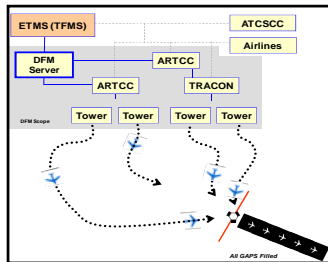 ETMS (TFMS)
ATCSCC
Airlines
DFM
Server
ARTCC
ARTCC
TRACON
Tower
Tower
Tower
Tower
DFM Scope
All GAPS Filled